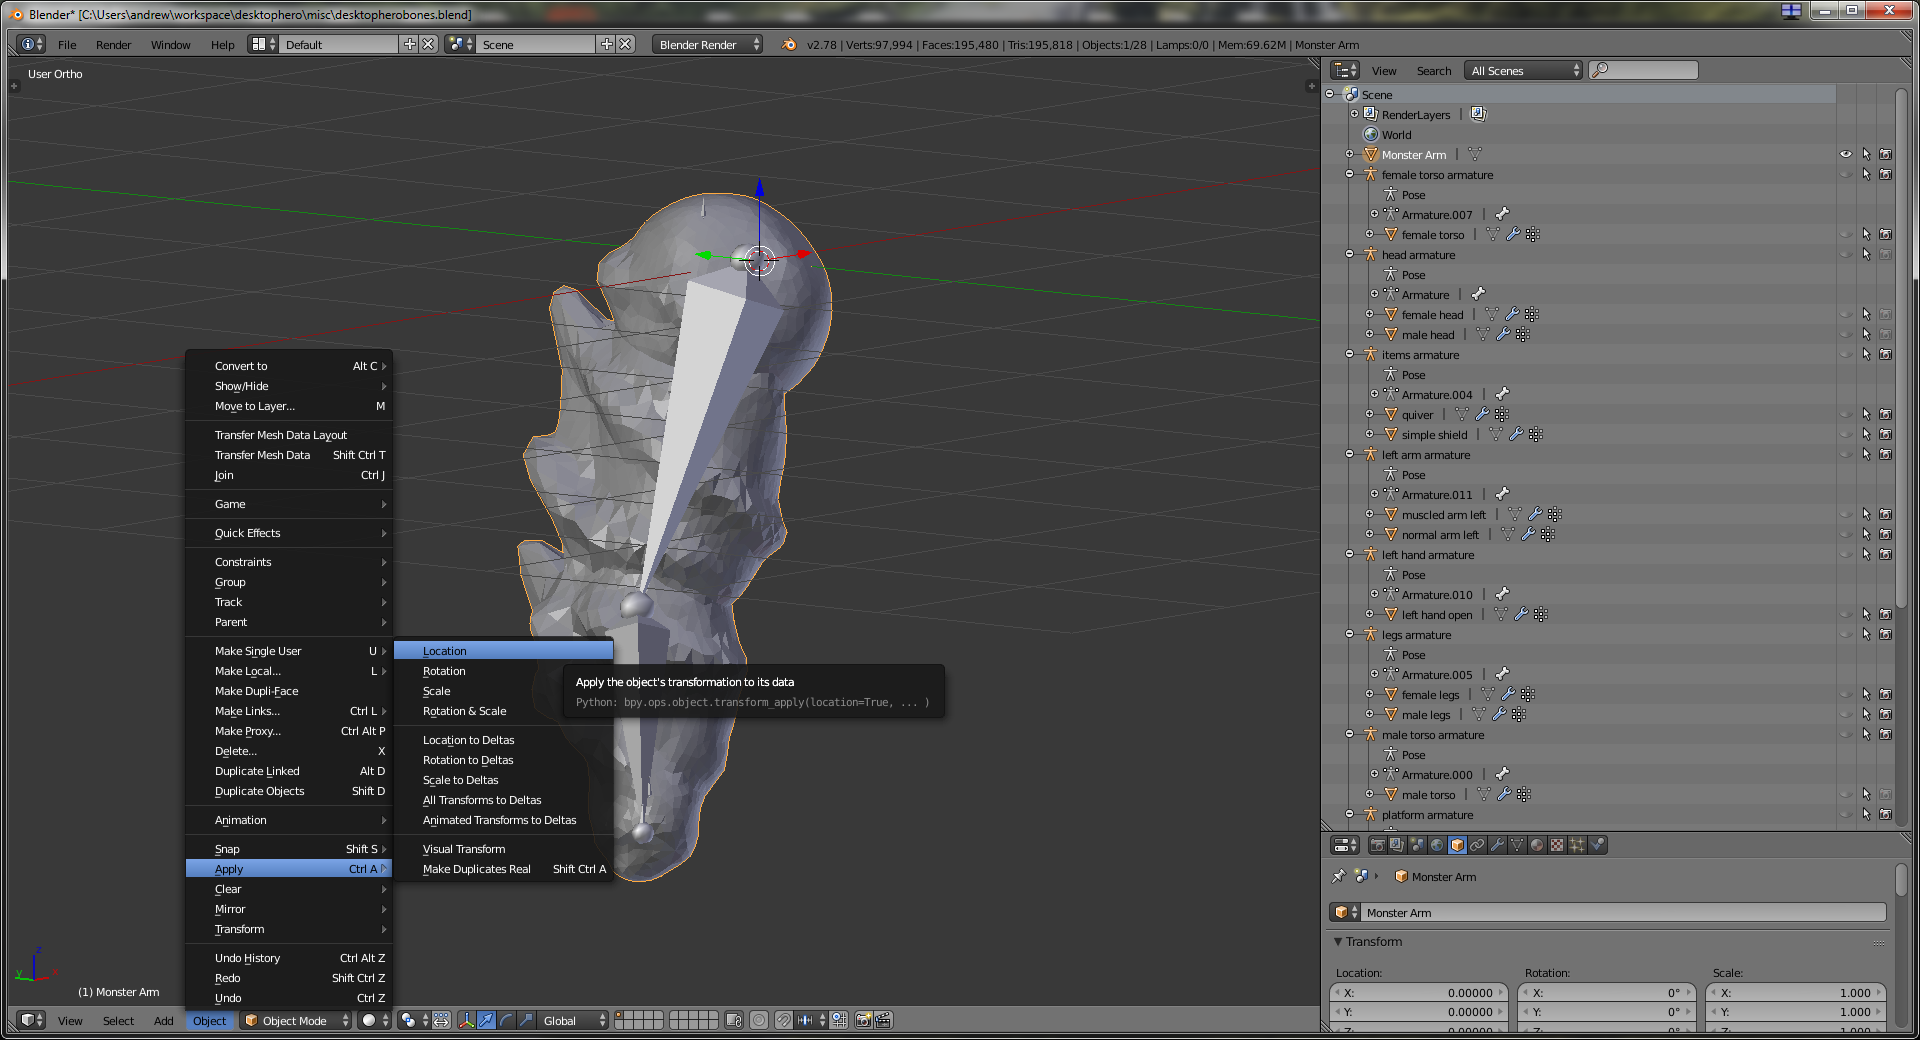 Blender* [C:\Users\andrew\workspace\desktophero\misc\desktopherobones.blend]
File Render Window Help Default Scene Blender Render v2.78 | Verts:97,994 | Faces:195,480 | Tris:195,818 | Objects:1/28 | Lamps:0/0 | Mem:69.62M | Monster Arm
User Ortho
View Search All Scenes
Scene
RenderLayers
World
Monster Arm
female torso armature
Pose
Armature.007
female torso
head armature
Pose
Armature
female head
male head
items armature
Pose
Armature.004
quiver
simple shield
left arm armature
Pose
Armature.011
muscled arm left
normal arm left
left hand armature
Pose
Armature.010
left hand open
legs armature
Pose
Armature.005
female legs
male legs
male torso armature
Pose
Armature.000
male torso
platform armature
Convert to Alt C
Show/Hide
Move to Layer... M
Transfer Mesh Data Layout
Transfer Mesh Data Shift Ctrl T
Join Ctrl J
Game
Quick Effects
Constraints
Group
Track
Parent
Make Single User U
Make Local... L
Make Dupli-Face
Make Links... Ctrl L
Make Proxy... Ctrl Alt P
Delete... X
Duplicate Linked Alt D
Duplicate Objects Shift D
Animation
Snap Shift S
Apply Ctrl A
Clear
Mirror
Transform
Undo History Ctrl Alt Z
Redo Shift Ctrl Z
Undo Ctrl Z
Location
Rotation
Scale
Rotation & Scale
Location to Deltas
Rotation to Deltas
Scale to Deltas
All Transforms to Deltas
Animated Transforms to Deltas
Visual Transform
Make Duplicates Real Shift Ctrl A
Apply the object's transformation to its data
Python: bpy.ops.object.transform_apply(location=True, ... )
Monster Arm
Monster Arm
Transform
Location: Rotation: Scale:
X: 0.00000 X: 0° X: 1.000
Y: 0.00000 Y: 0° Y: 1.000
Z: 0.00000 Z: 0° Z: 1.000
z
y x
(1) Monster Arm
View Select Add Object Object Mode Global